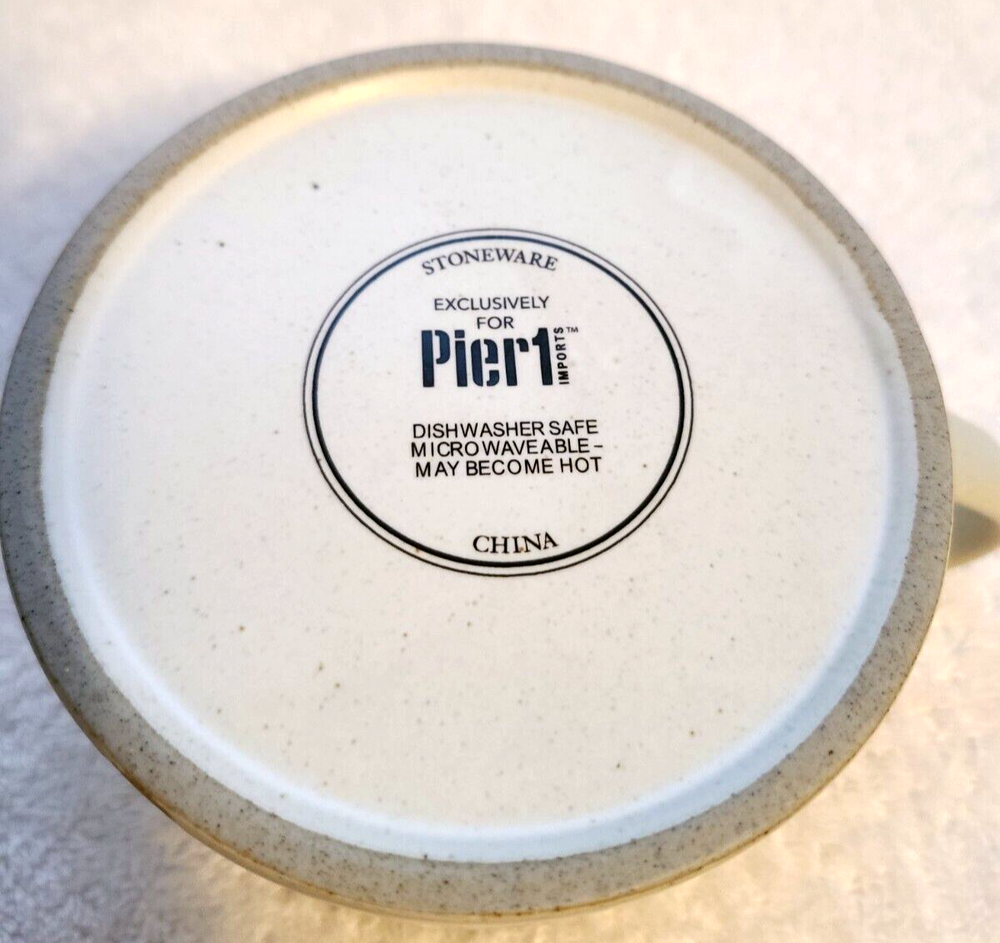 STONEWARE
EXCLUSIVELY
FOR
Pier1 IMPORTS™
DISHWASHER SAFE
MICROWAVEABLE –
MAY BECOME HOT
CHINA